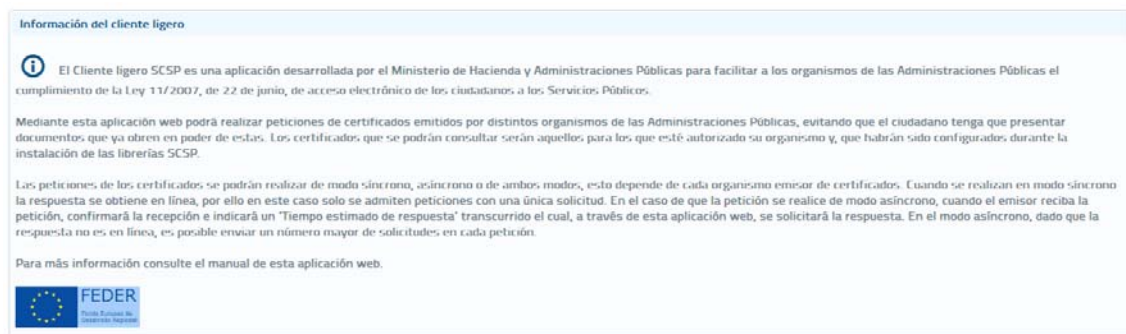 Información del cliente ligero
El Cliente ligero SCSP es una aplicación desarrollada por el Ministerio de Hacienda y Administraciones Públicas para facilitar a los organismos de las Administraciones Públicas el
cumplimiento de la Ley 11/2007, de 22 de junio, de acceso electrónico de los ciudadanos a los Servicios Públicos.
Mediante esta aplicación web podrá realizar peticiones de certificados emitidos por distintos organismos de las Administraciones Públicas, evitando que el ciudadano tenga que presentar
documentos que ya obren en poder de estas. Los certificados que se podrán consultar serán aquellos para los que esté autorizado su organismo y, que habrán sido configurados durante la
instalación de las librerías SCSP.
Las peticiones de los certificados se podrán realizar de modo síncrono, asíncrono o de ambos modos, esto depende de cada organismo emisor de certificados. Cuando se realizan en modo síncrono
la respuesta se obtiene en línea, por ello en este caso solo se admiten peticiones con una única solicitud. En el caso de que la petición se realice de modo asíncrono, cuando el emisor reciba la
petición, confirmará la recepción e indicará un 'Tiempo estimado de respuesta' transcurrido el cual, a través de esta aplicación web, se solicitará la respuesta. En el modo asíncrono, dado que la
respuesta no es en línea, es posible enviar un número mayor de solicitudes en cada petición.
Para más información consulte el manual de esta aplicación web.
FEDER
Fondo Europeo de
Desarrollo Regional